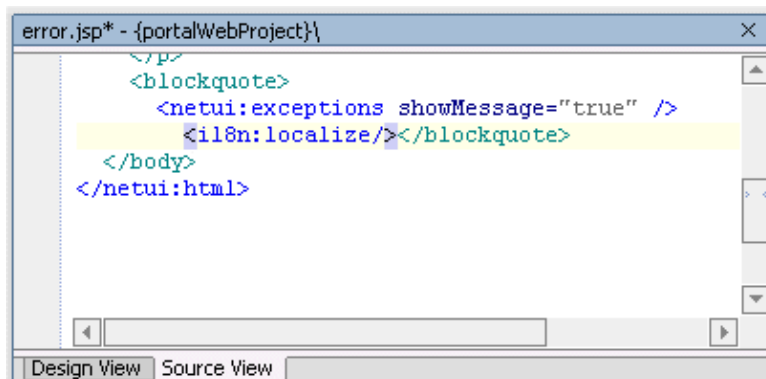 error.jsp* - {portalWebProject}\
</p>
<blockquote>
<netui:exceptions showMessage="true" />
<i18n:localize/></blockquote>
</body>
</netui:html>
Design View Source View